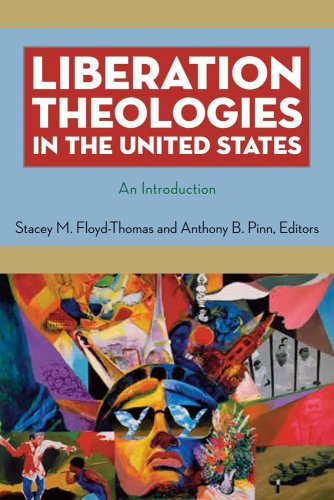 LIBERATION
THEOLOGIES
IN THE UNITED STATES
An Introduction
Stacey M. Floyd-Thomas and Anthony B. Pinn, Editors